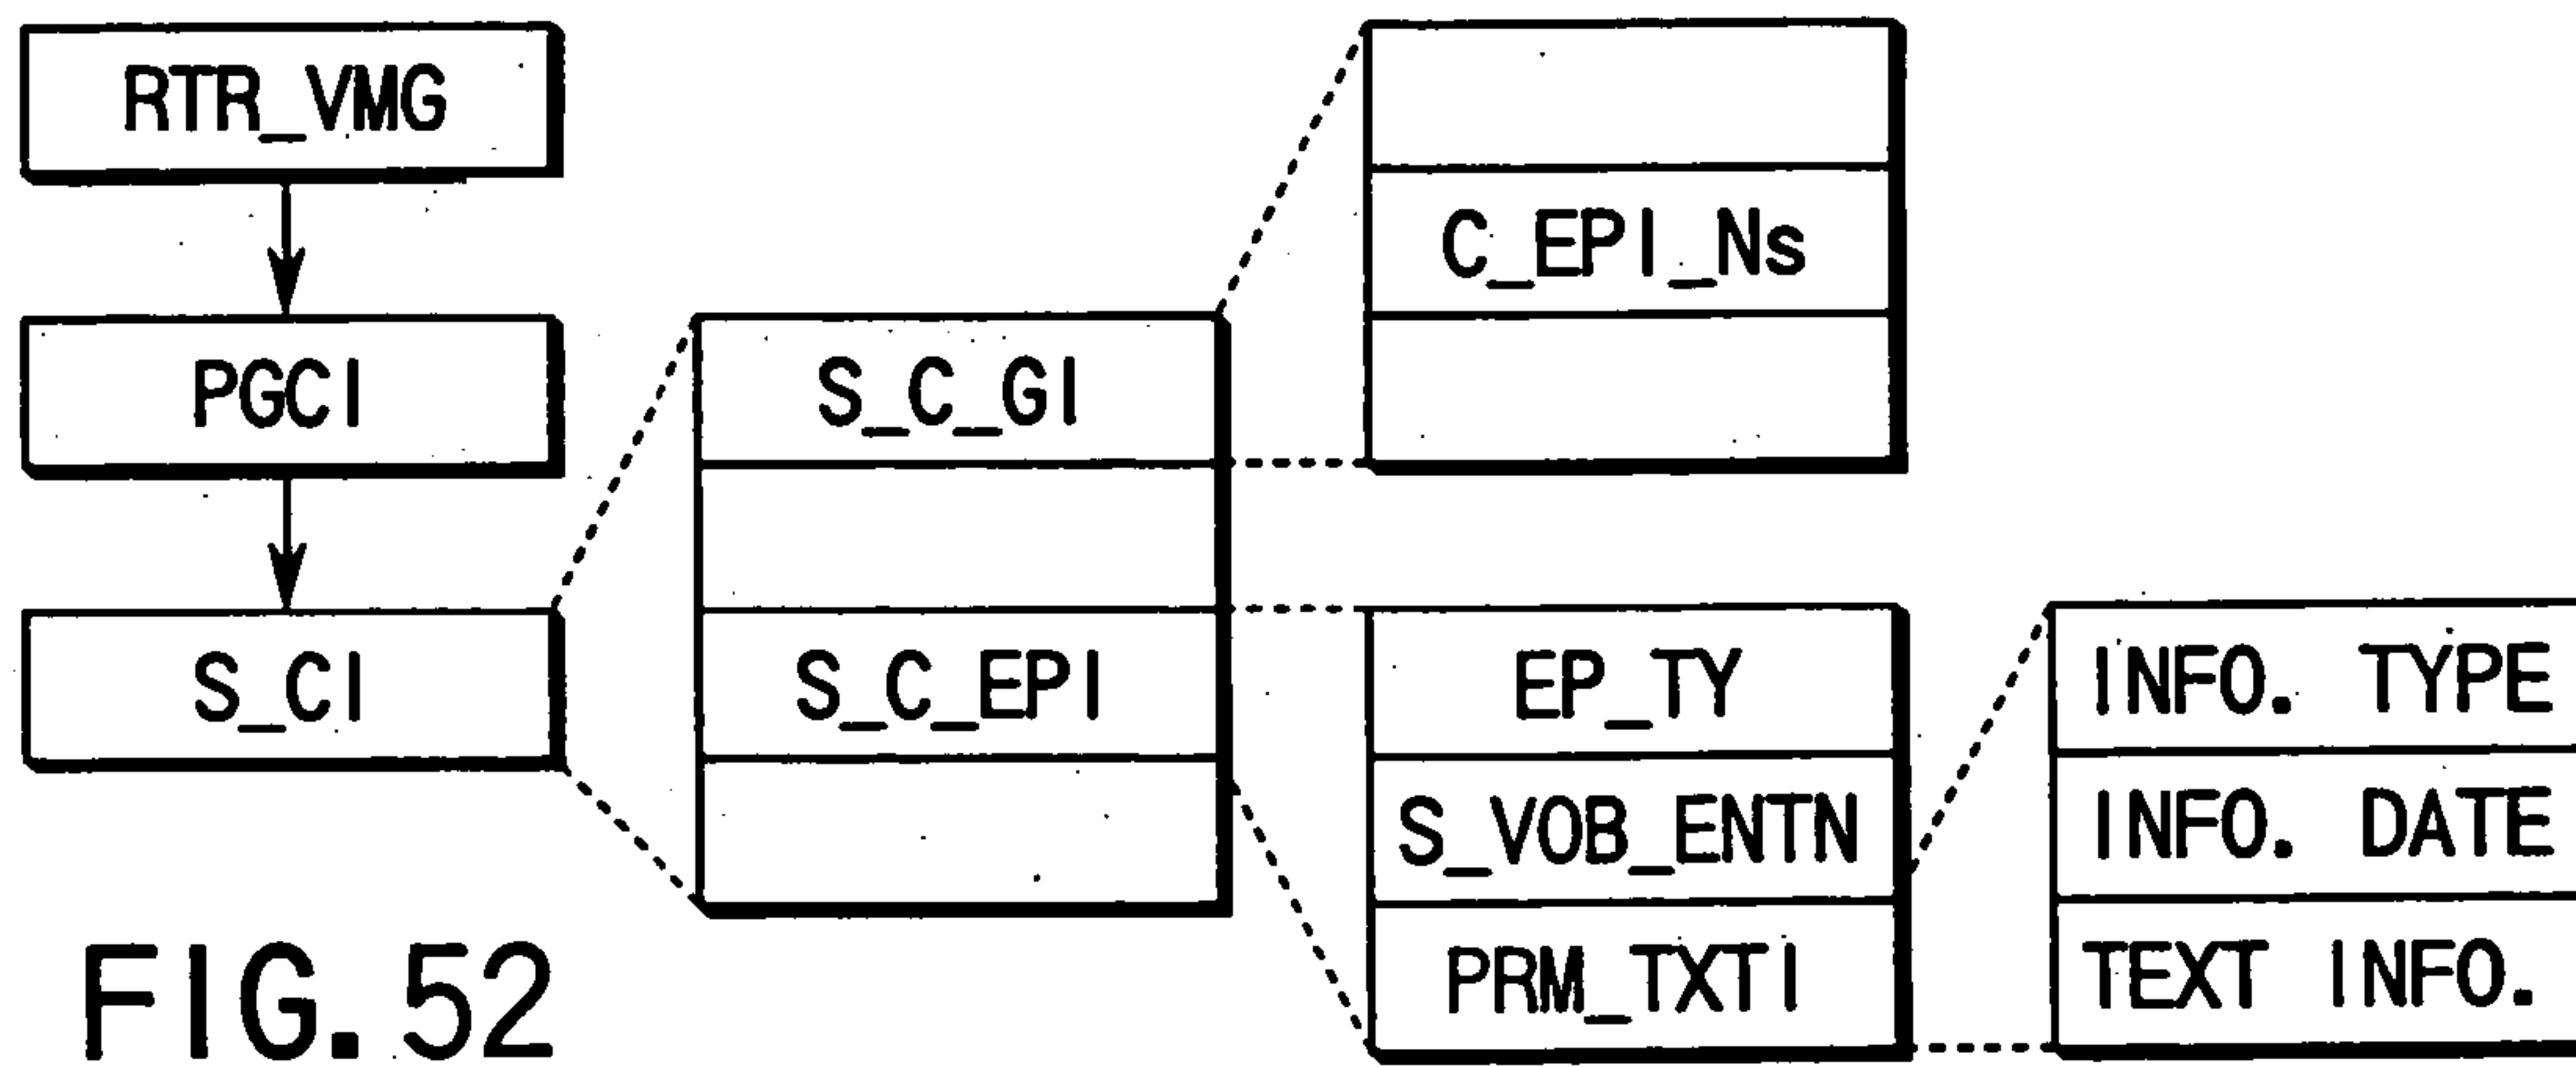 RTR_VMG
PGCI
S_CI
S_C_GI
S_C_EPI
C_EPI_Ns
EP_TY
S_VOB_ENTN
PRM_TXTI
INFO. TYPE
INFO. DATE
TEXT INFO.
FIG. 52